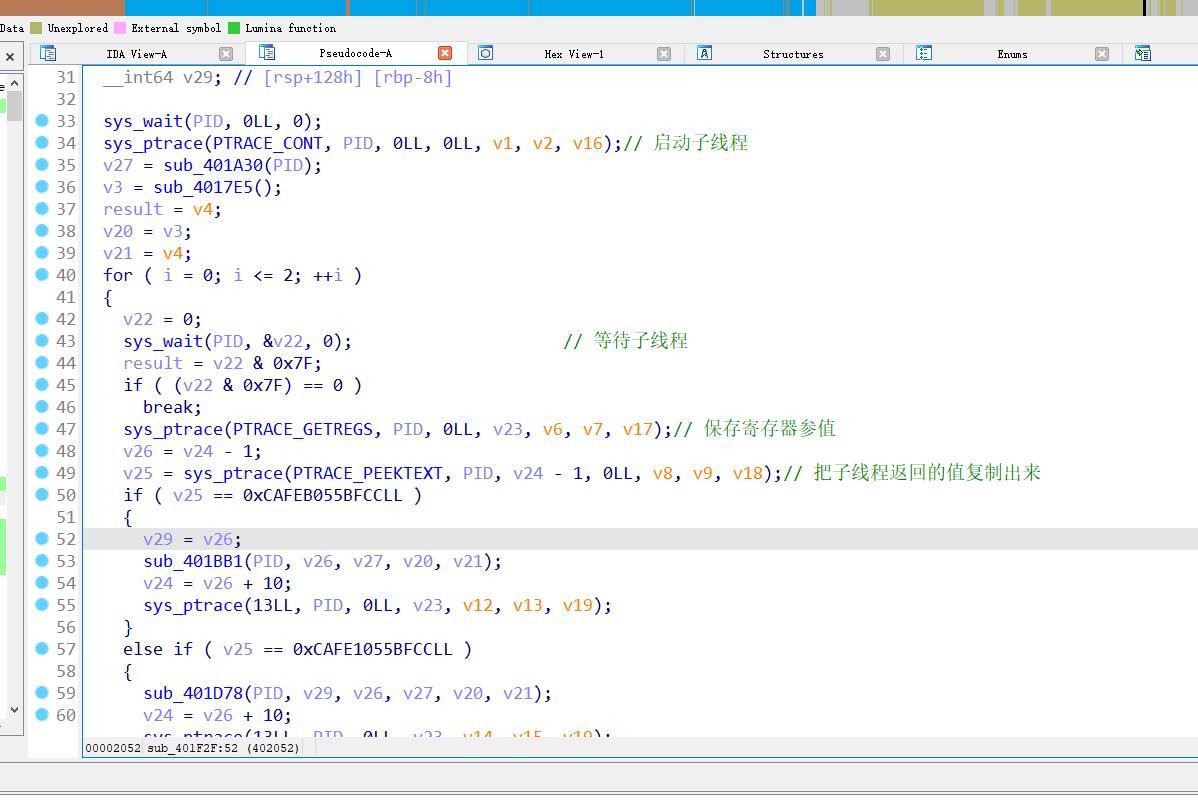 Data Unexplored External symbol Lumina function
IDA View-A Pseudocode-A Hex View-1 Structures Enums
31 __int64 v29; // [rsp+128h] [rbp-8h]
32
33 sys_wait(PID, 0LL, 0);
34 sys_ptrace(PTRACE_CONT, PID, 0LL, 0LL, v1, v2, v16);// 启动子线程
35 v27 = sub_401A30(PID);
36 v3 = sub_4017E5();
37 result = v4;
38 v20 = v3;
39 v21 = v4;
40 for ( i = 0; i <= 2; ++i )
41 {
42 v22 = 0;
43 sys_wait(PID, &v22, 0); // 等待子线程
44 result = v22 & 0x7F;
45 if ( (v22 & 0x7F) == 0 )
46 break;
47 sys_ptrace(PTRACE_GETREGS, PID, 0LL, v23, v6, v7, v17);// 保存寄存器参值
48 v26 = v24 - 1;
49 v25 = sys_ptrace(PTRACE_PEEKTEXT, PID, v24 - 1, 0LL, v8, v9, v18);// 把子线程返回的值复制出来
50 if ( v25 == 0xCAFEB055BFCCLL )
51 {
52 v29 = v26;
53 sub_401BB1(PID, v26, v27, v20, v21);
54 v24 = v26 + 10;
55 sys_ptrace(13LL, PID, 0LL, v23, v12, v13, v19);
56 }
57 else if ( v25 == 0xCAFE1055BFCCLL )
58 {
59 sub_401D78(PID, v29, v26, v27, v20, v21);
60 v24 = v26 + 10;
sys_ptrace(13LL, PID, 0LL, v23, v14, v15, v19);
00002052 sub_401F2F:52 (402052)